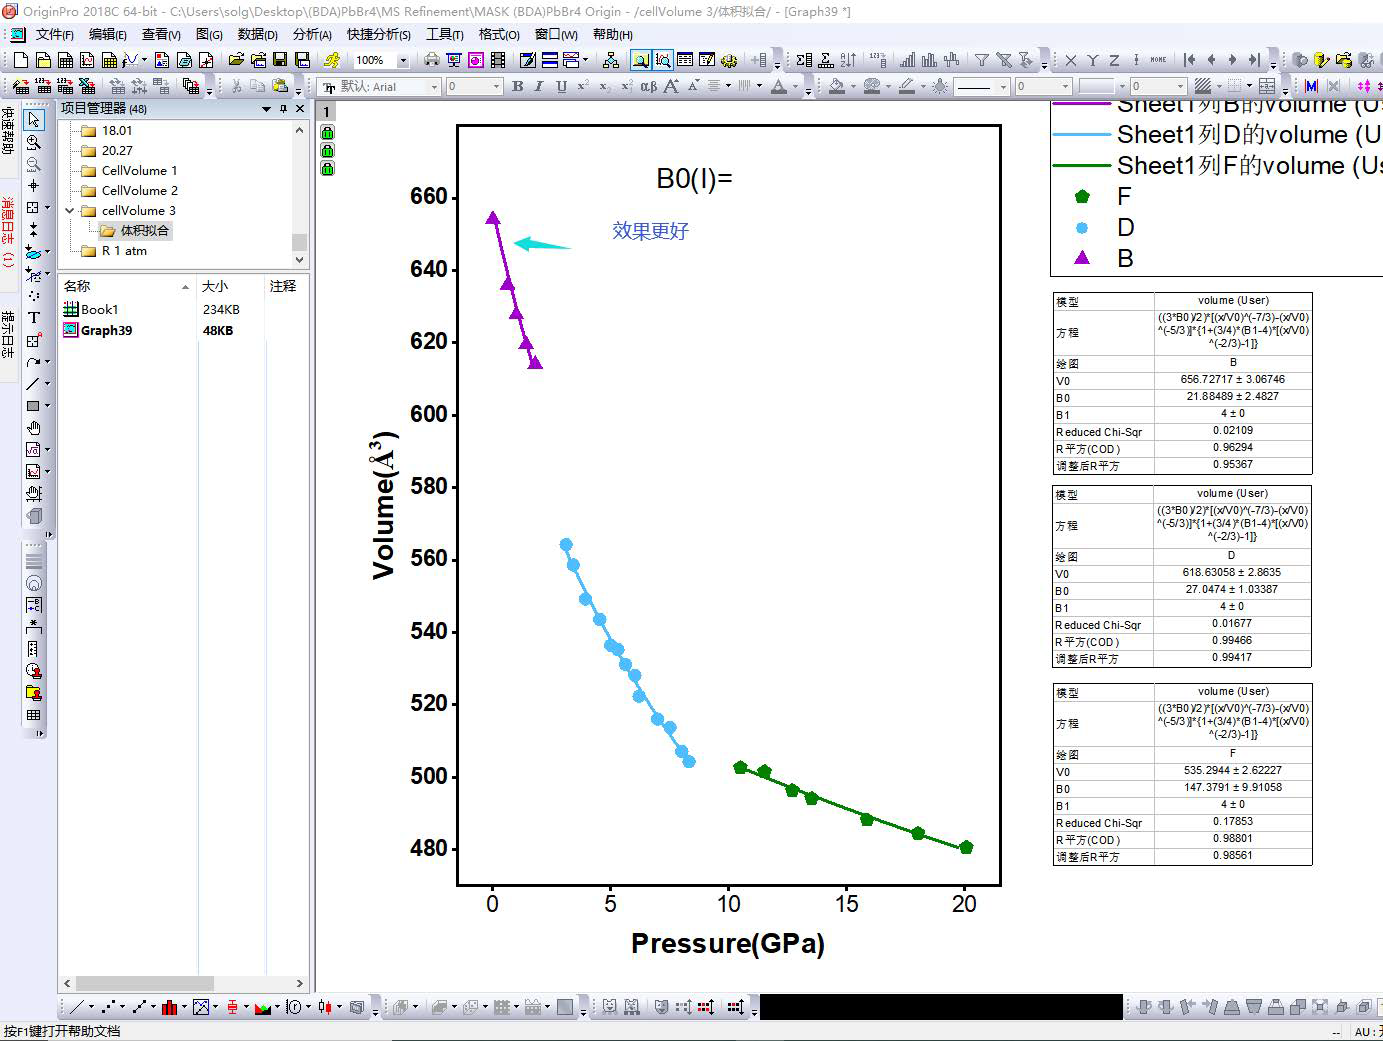 OriginPro 2018C 64-bit - C:\Users\solg\Desktop\(BDA)PbBr4\MS Refinement\MASK (BDA)PbBr4 Origin - /cellVolume 3/体积拟合/ - [Graph39 *]
文件(F) 编辑(E) 查看(V) 图(G) 数据(D) 分析(A) 快捷分析(S) 工具(T) 格式(O) 窗口(W) 帮助(H)
100%
X Y Z HOME
默认: Arial 0 B I U αβ A A 0 0
项目管理器 (48)
18.01
20.27
CellVolume 1
CellVolume 2
cellVolume 3
体积拟合
R 1 atm
快速帮助
消息日志 (1)
提示日志
名称 大小 注释
Book1 234KB
Graph39 48KB
1
B0(I)=
效果更好
660
640
620
600
580
560
540
520
500
480
Volume(Å³)
0 5 10 15 20
Pressure(GPa)
Sheet1列B的volume (Us
Sheet1列D的volume (U
Sheet1列F的volume (Us
F
D
B
模型 volume (User)
方程 ((3*B0)/2)*[(x/V0)^(-7/3)-(x/V0)
^(-5/3)]*{1+(3/4)*(B1-4)*[(x/V0)
^(-2/3)-1]}
绘图 B
V0 656.72717 ± 3.06746
B0 21.88489 ± 2.4827
B1 4 ± 0
Reduced Chi-Sqr 0.02109
R平方(COD) 0.96294
调整后R平方 0.95367
模型 volume (User)
方程 ((3*B0)/2)*[(x/V0)^(-7/3)-(x/V0)
^(-5/3)]*{1+(3/4)*(B1-4)*[(x/V0)
^(-2/3)-1]}
绘图 D
V0 618.63058 ± 2.8635
B0 27.0474 ± 1.03387
B1 4 ± 0
Reduced Chi-Sqr 0.01677
R平方(COD) 0.99466
调整后R平方 0.99417
模型 volume (User)
方程 ((3*B0)/2)*[(x/V0)^(-7/3)-(x/V0)
^(-5/3)]*{1+(3/4)*(B1-4)*[(x/V0)
^(-2/3)-1]}
绘图 F
V0 535.2944 ± 2.62227
B0 147.3791 ± 9.91058
B1 4 ± 0
Reduced Chi-Sqr 0.17853
R平方(COD) 0.98801
调整后R平方 0.98561
按F1键打开帮助文档
-- AU : 开